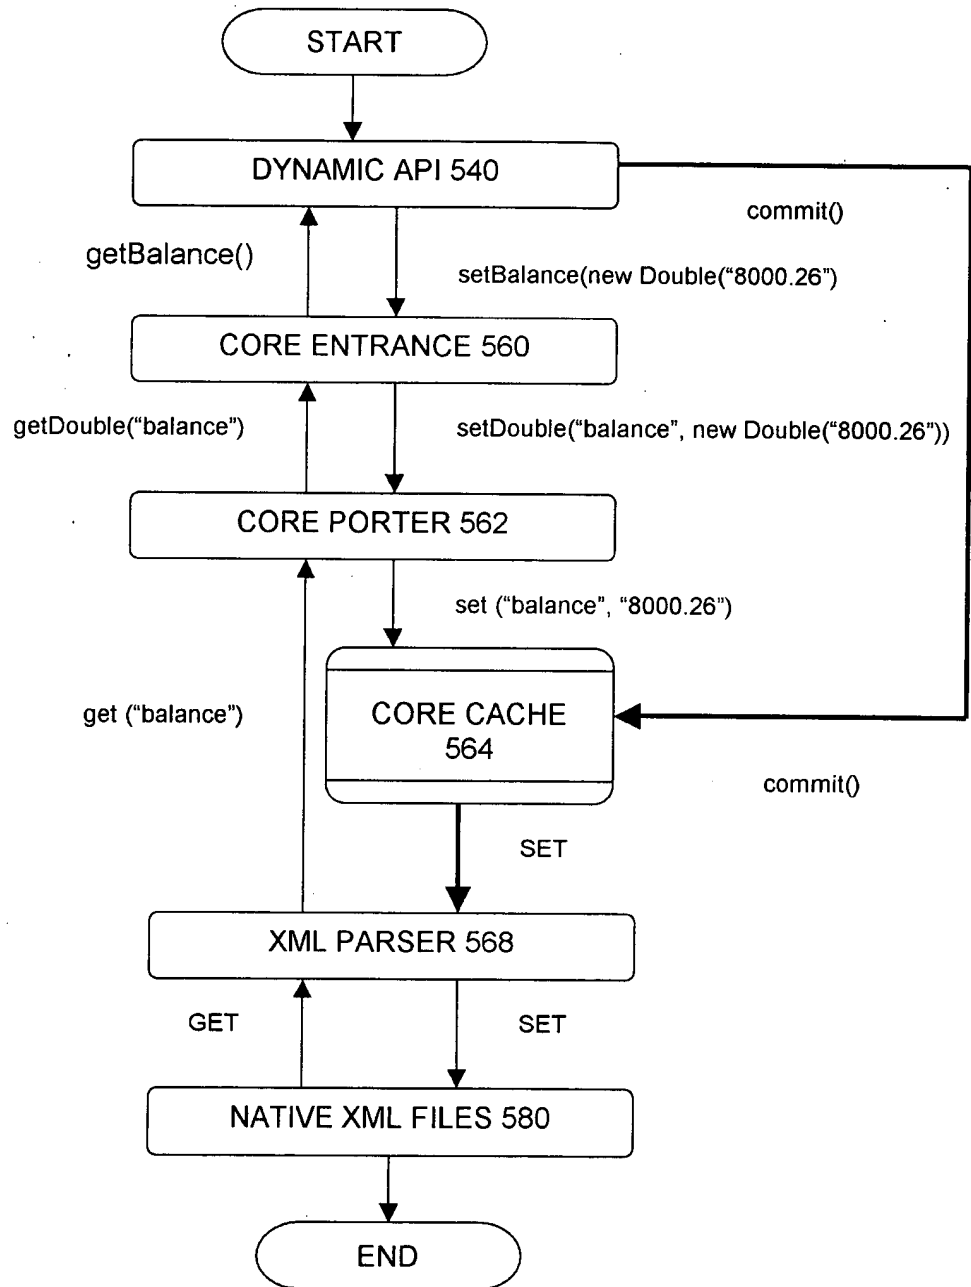 START
DYNAMIC API 540
commit()
getBalance()
setBalance(new Double(“8000.26”)
CORE ENTRANCE 560
getDouble(“balance”)
setDouble(“balance”, new Double(“8000.26”))
CORE PORTER 562
set (“balance”, “8000.26”)
get (“balance”)
CORE CACHE
564
commit()
SET
XML PARSER 568
GET
SET
NATIVE XML FILES 580
END